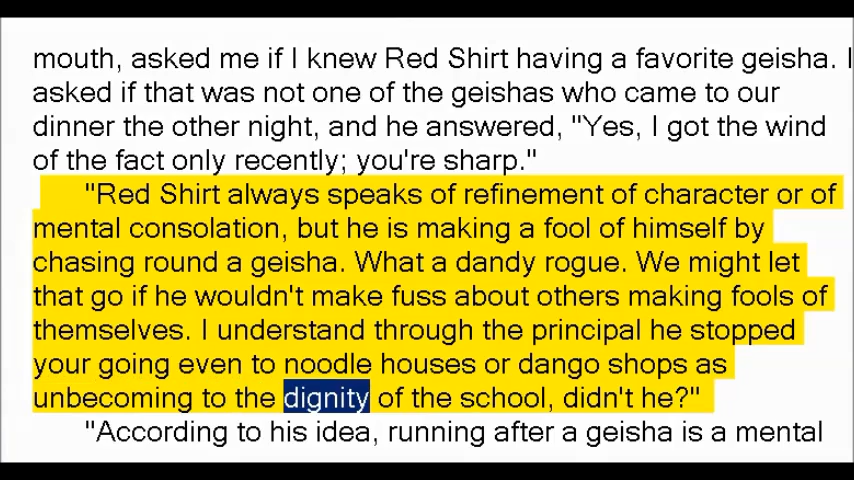 mouth, asked me if I knew Red Shirt having a favorite geisha. I
asked if that was not one of the geishas who came to our
dinner the other night, and he answered, "Yes, I got the wind
of the fact only recently; you're sharp."
"Red Shirt always speaks of refinement of character or of
mental consolation, but he is making a fool of himself by
chasing round a geisha. What a dandy rogue. We might let
that go if he wouldn't make fuss about others making fools of
themselves. I understand through the principal he stopped
your going even to noodle houses or dango shops as
unbecoming to the dignity of the school, didn't he?"
"According to his idea, running after a geisha is a mental